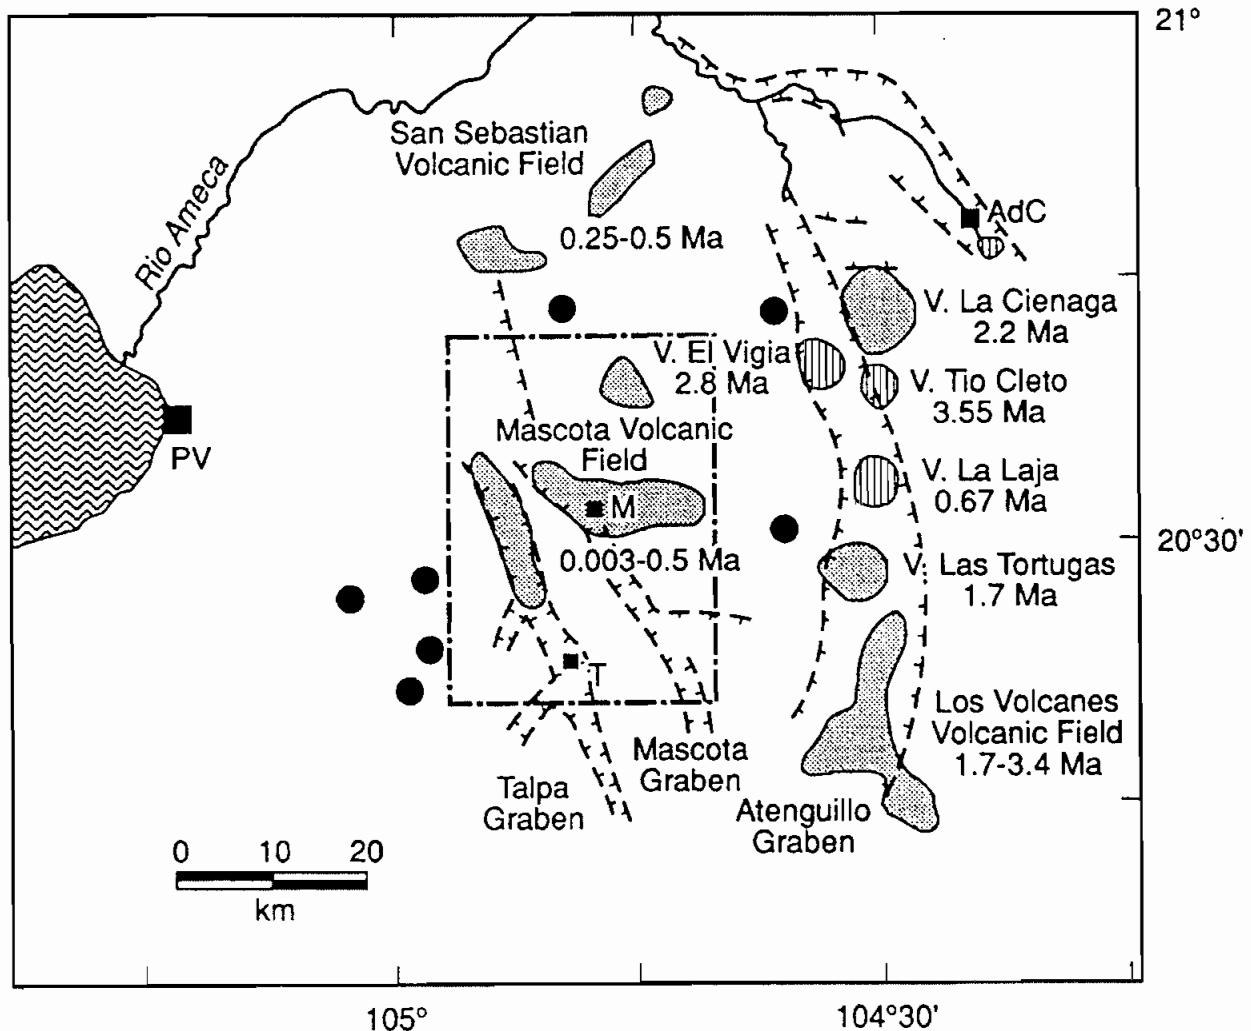 21°
San Sebastian
Volcanic Field
Rio Ameca
AdC
0.25-0.5 Ma
V. La Cienaga
2.2 Ma
V. El Vigia
2.8 Ma
V. Tio Cleto
3.55 Ma
PV
Mascota Volcanic
Field
M
V. La Laja
0.67 Ma
20°30'
0.003-0.5 Ma
V. Las Tortugas
1.7 Ma
T
Los Volcanes
Volcanic Field
1.7-3.4 Ma
Mascota
Graben
Talpa
Graben
Atenguillo
Graben
0 10 20
km
105°
104°30'